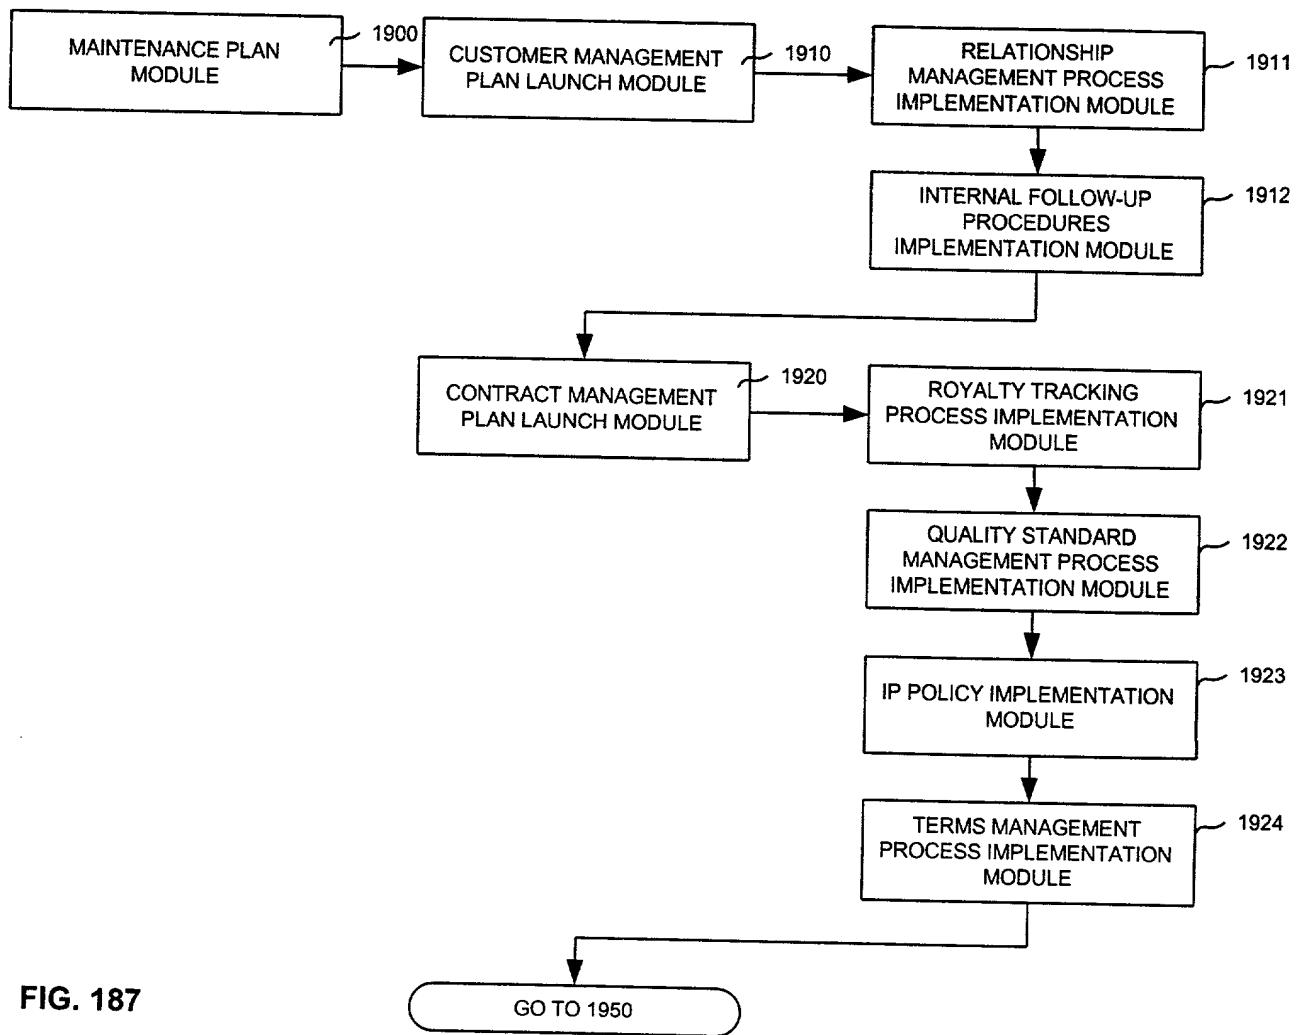 MAINTENANCE PLAN
MODULE
1900
CUSTOMER MANAGEMENT
PLAN LAUNCH MODULE
1910
RELATIONSHIP
MANAGEMENT PROCESS
IMPLEMENTATION MODULE
1911
INTERNAL FOLLOW-UP
PROCEDURES
IMPLEMENTATION MODULE
1912
CONTRACT MANAGEMENT
PLAN LAUNCH MODULE
1920
ROYALTY TRACKING
PROCESS IMPLEMENTATION
MODULE
1921
QUALITY STANDARD
MANAGEMENT PROCESS
IMPLEMENTATION MODULE
1922
IP POLICY IMPLEMENTATION
MODULE
1923
TERMS MANAGEMENT
PROCESS IMPLEMENTATION
MODULE
1924
GO TO 1950
FIG. 187